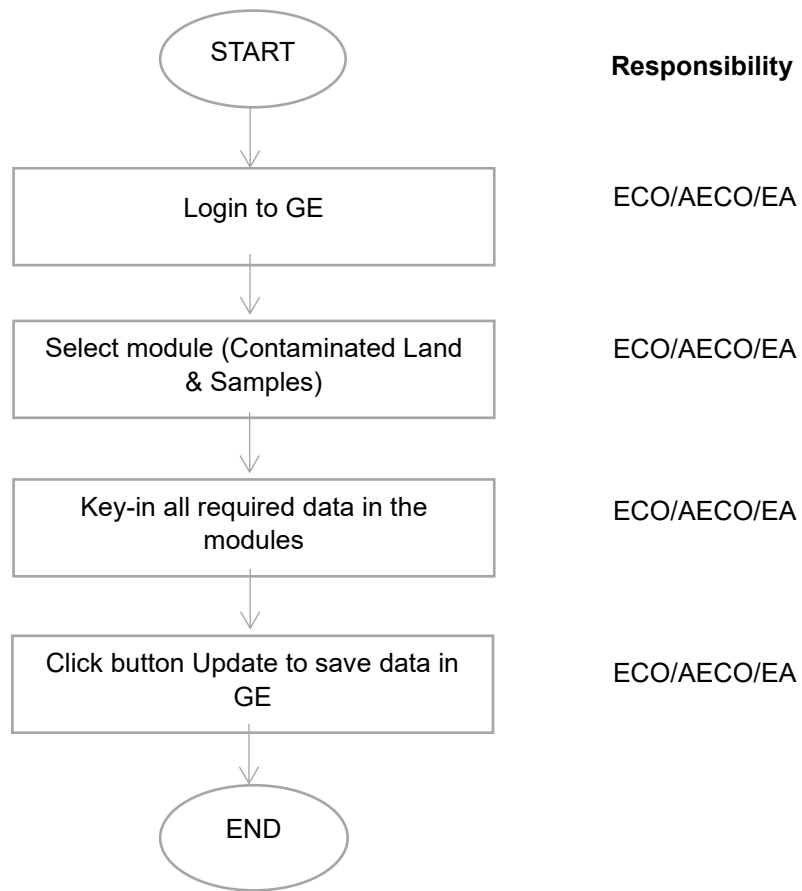 START
Responsibility
Login to GE
ECO/AECO/EA
Select module (Contaminated Land
& Samples)
ECO/AECO/EA
Key-in all required data in the
modules
ECO/AECO/EA
Click button Update to save data in
GE
ECO/AECO/EA
END